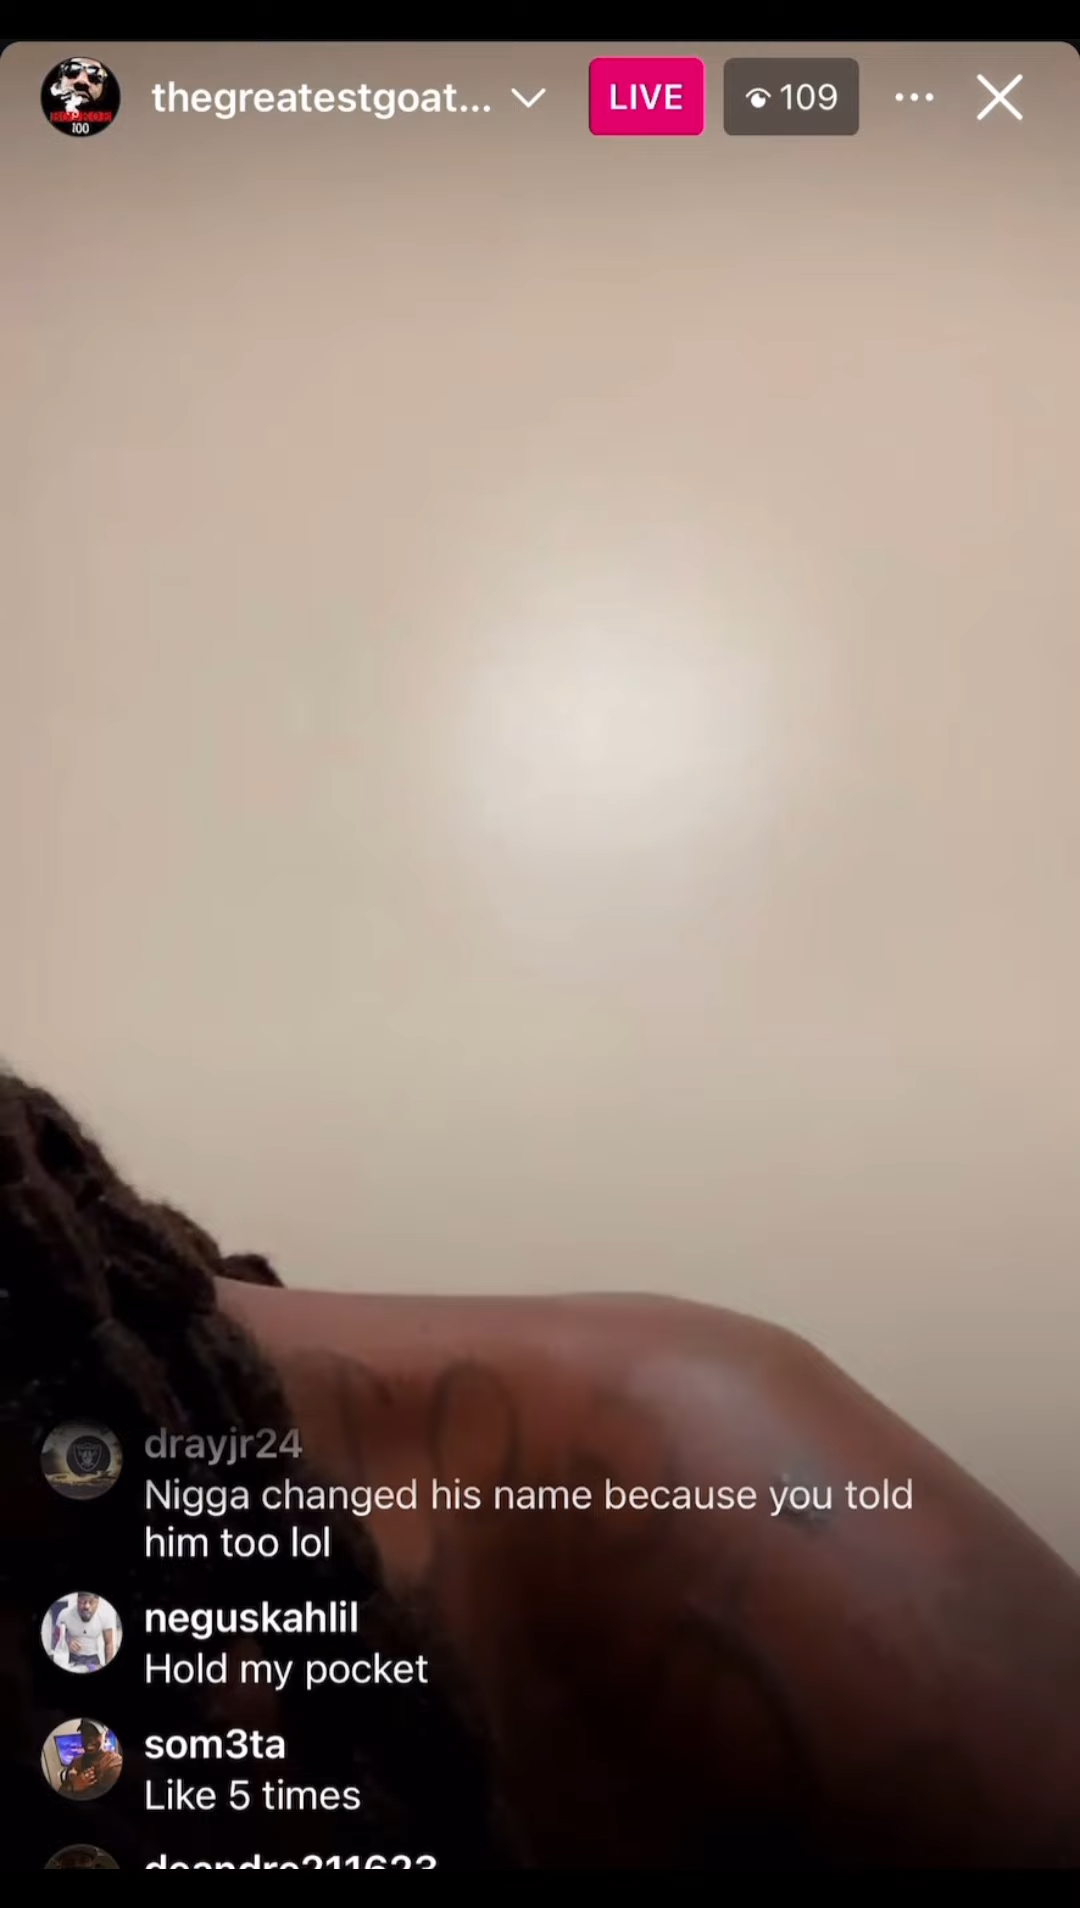 thegreatestgoat...
LIVE
109
100
drayjr24
Nigga changed his name because you told
him too lol
neguskahlil
Hold my pocket
som3ta
Like 5 times